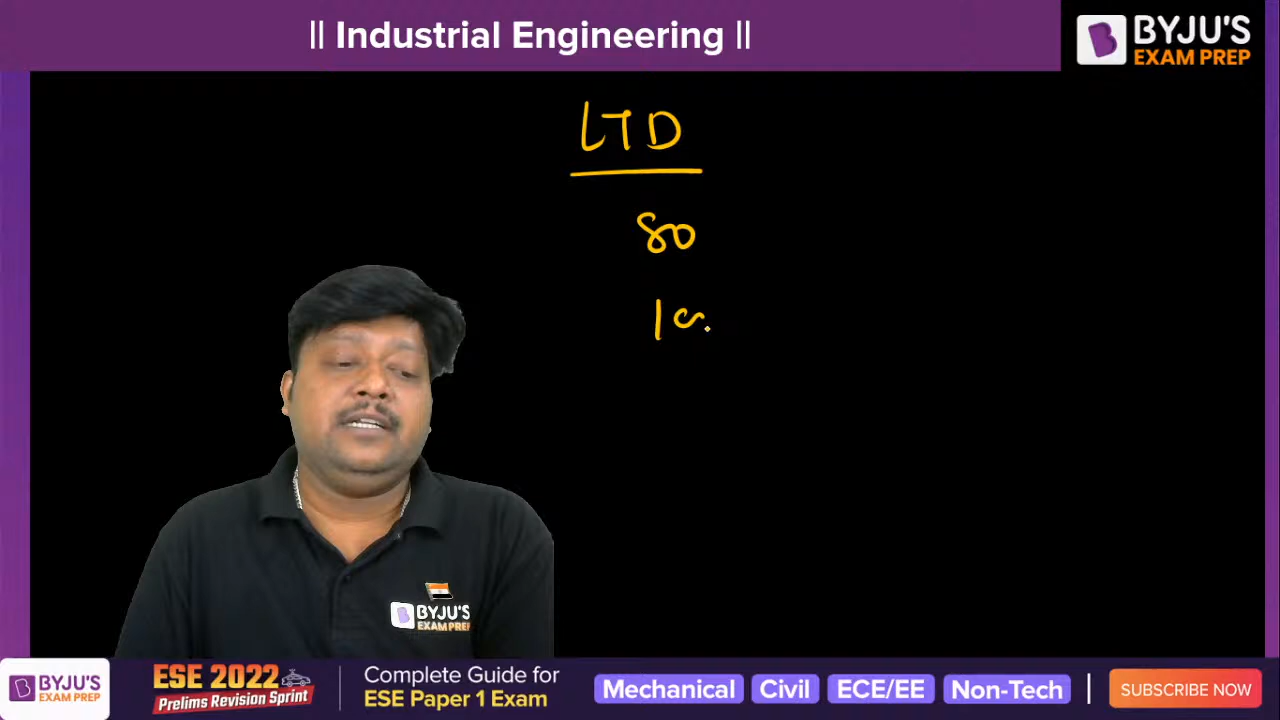 || Industrial Engineering ||
BYJU'S
EXAM PREP
LTD
80
BYJU'S
EXAM PREP
BYJU'S
EXAM PREP
ESE 2022
Prelims Revision Sprint
Complete Guide for
ESE Paper 1 Exam
Mechanical
Civil
ECE/EE
Non-Tech
SUBSCRIBE NOW